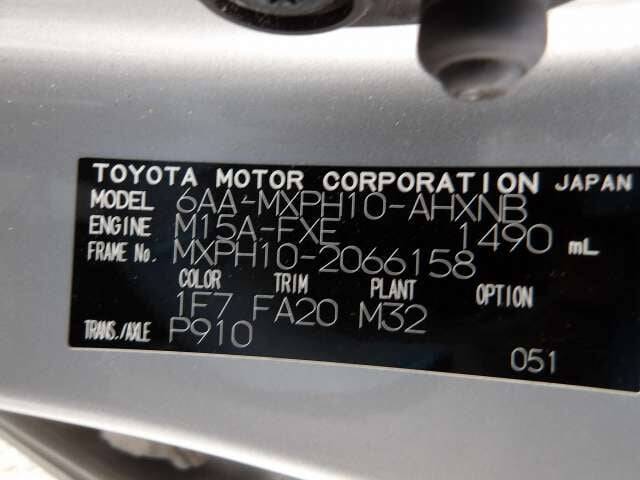 TOYOTA MOTOR CORPORATION JAPAN
MODEL 6AA-MXPH10-AHXNB
ENGINE M15A-FXE 1490 mL
FRAME No. MXPH10-2066158
COLOR TRIM PLANT OPTION
1F7 FA20 M32
TRANS./AXLE P910
051